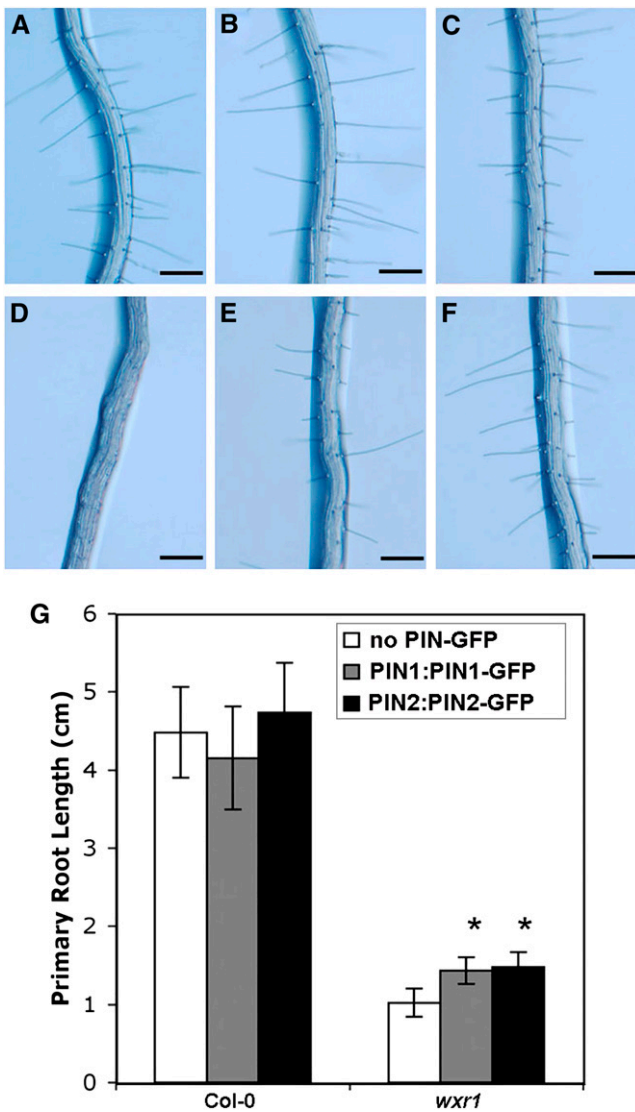 A
B
C
D
E
F
G
Primary Root Length (cm)
6
5
4
3
2
1
0
no PIN-GFP
PIN1:PIN1-GFP
PIN2:PIN2-GFP
* *
Col-0 wxr1